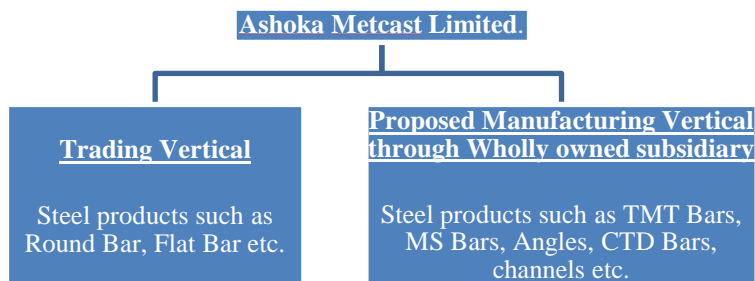 Ashoka Metcast Limited.
Trading Vertical
Steel products such as
Round Bar, Flat Bar etc.
Proposed Manufacturing Vertical
through Wholly owned subsidiary
Steel products such as TMT Bars,
MS Bars, Angles, CTD Bars,
channels etc.